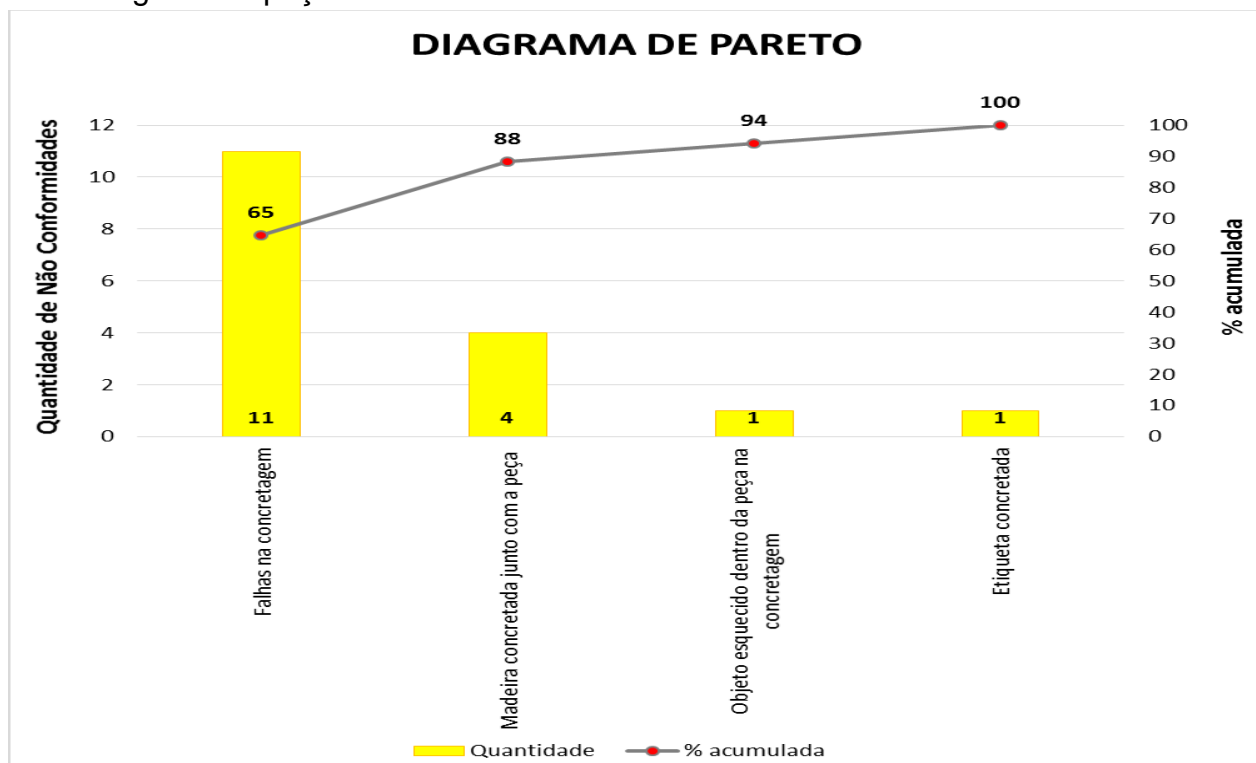 DIAGRAMA DE PARETO
Quantidade de Não Conformidades
12
10
8
6
4
2
0
65
88
94
100
11
4
1
1
100
90
80
70
60
50
40
30
20
10
0
% acumulada
Falhas na concretagem
Madeira concretada junto com a peça
Objeto esquecido dentro da peça na
concretagem
Etiqueta concretada
Quantidade
% acumulada